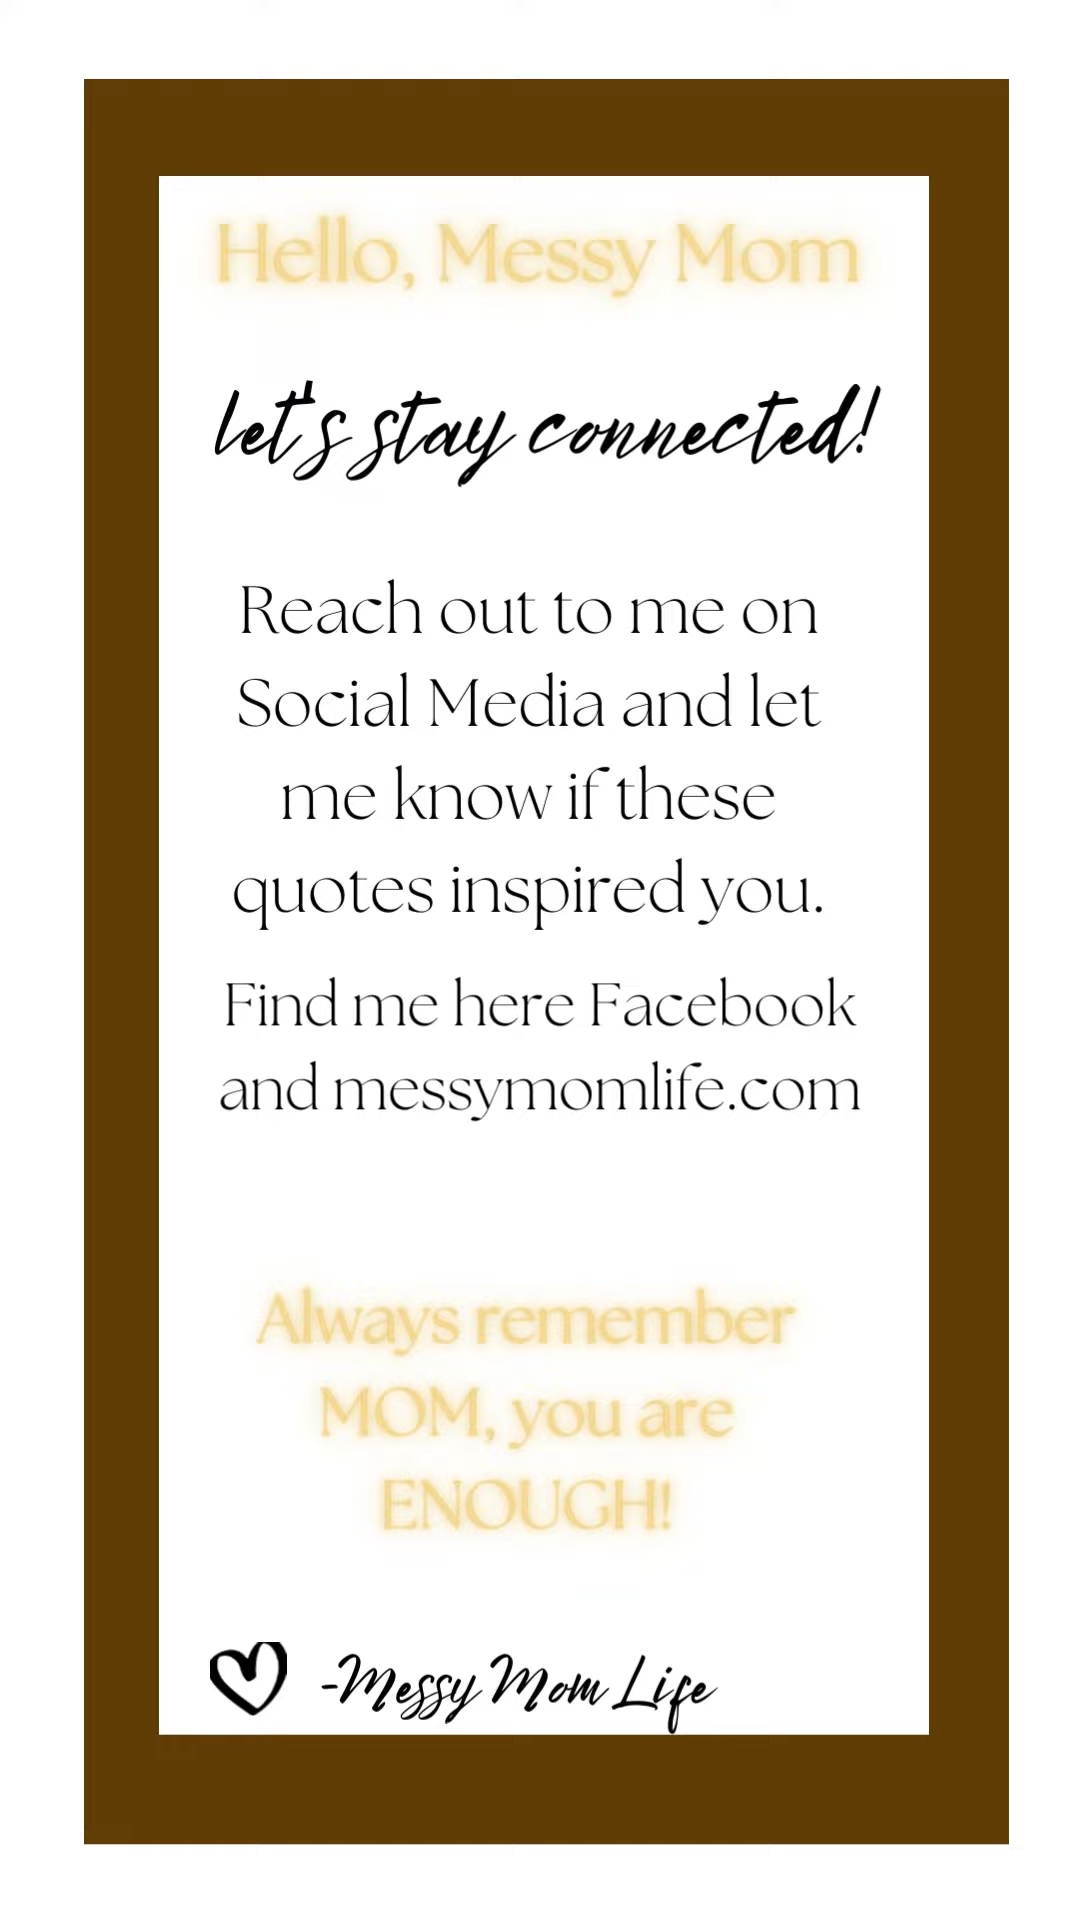 Hello, Messy Mom
let's stay connected!
Reach out to me on
Social Media and let
me know if these
quotes inspired you.
Find me here Facebook
and messymomlife.com
Always remember
MOM, you are
ENOUGH!
-Messy Mom Life